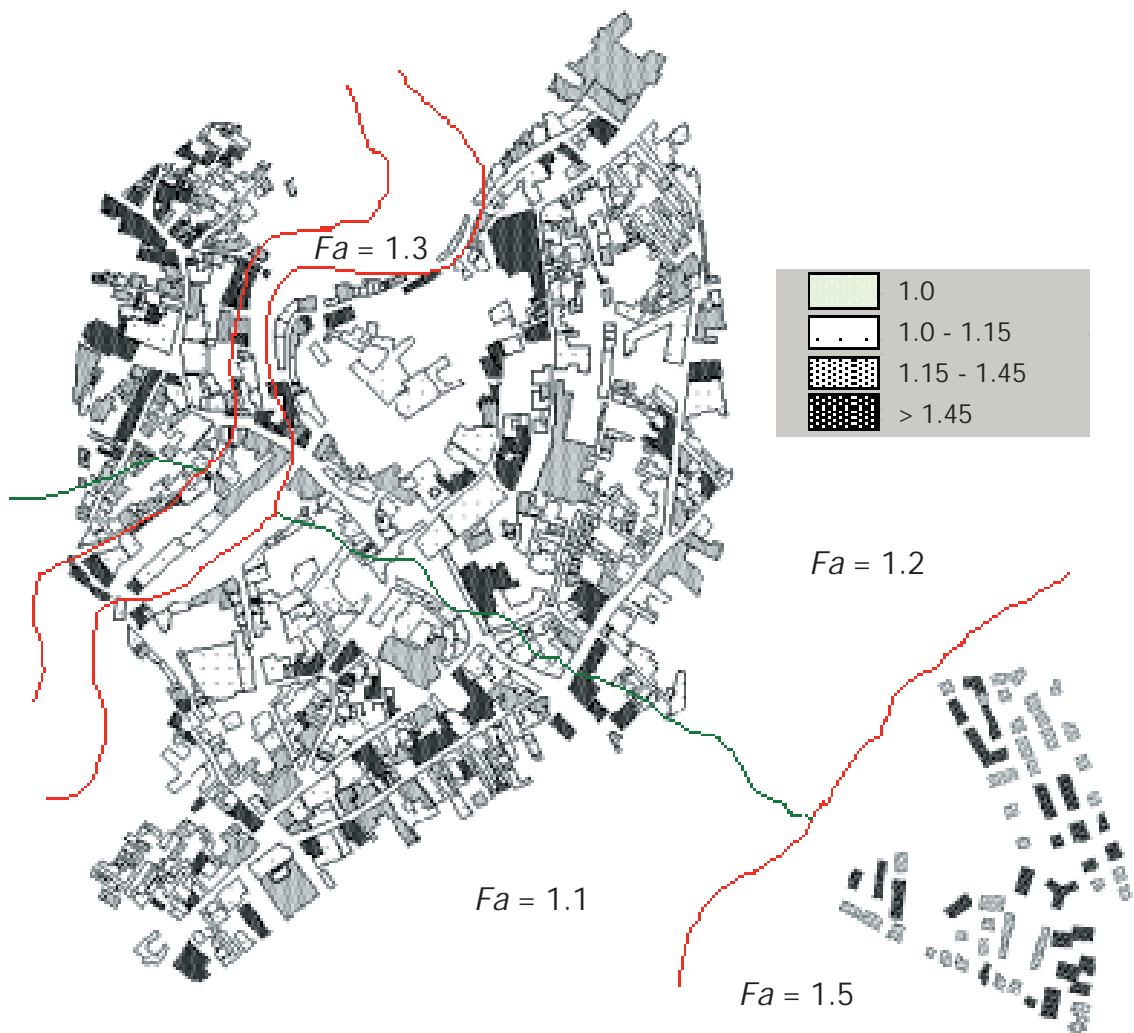 Fa = 1.3
1.0
1.0 - 1.15
1.15 - 1.45
> 1.45
Fa = 1.2
Fa = 1.1
Fa = 1.5